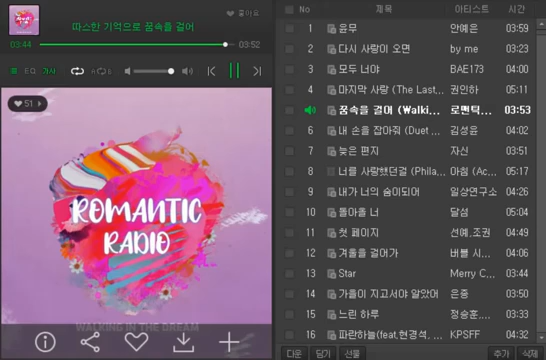 좋아요
따스한 기억으로 꿈속을 걸어
03:44
03:52
EQ 가사
51
ROMANTIC
RADIO
WALKING IN THE DREAM
No 제목 아티스트 시간
1 윤무 안예은 03:59
2 다시 사랑이 오면 by me 03:23
3 모두 너야 BAE173 04:00
4 마지막 사랑 (The Last,... 권인하 05:11
꿈속을 걸어 (Walki... 로맨틱... 03:53
6 내 손을 잡아줘 (Duet ... 김성윤 04:02
7 늦은 편지 자신 03:51
8 너를 사랑했던걸 (Phila... 아침 (Ac... 05:17
9 내가 너의 숨이되어 일상연구소 04:26
10 돌아올 너 달섬 05:04
11 첫 페이지 선예,조권 04:49
12 겨울을 걸어가 버블 시... 04:06
13 Star Merry C... 03:44
14 가을이 지고서야 알았어 은종 03:50
15 느린 하루 정승훈.... 03:33
16 파란하늘(feat,현경석, ... KPSFF 04:32
다운 담기 선물 추가 삭제